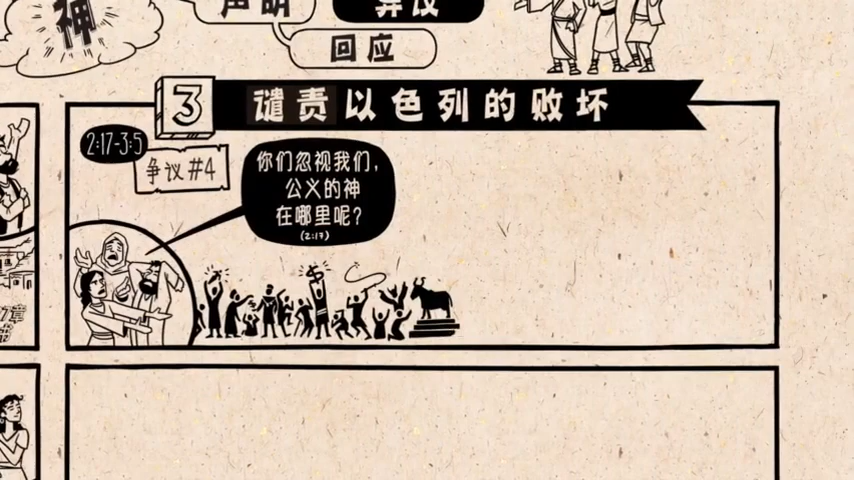 神
声明
异议
回应
3 谴责以色列的败坏
2:17-3:5
争议 #4
你们忽视我们，
公义的神
在哪里呢？
(2:17)
章